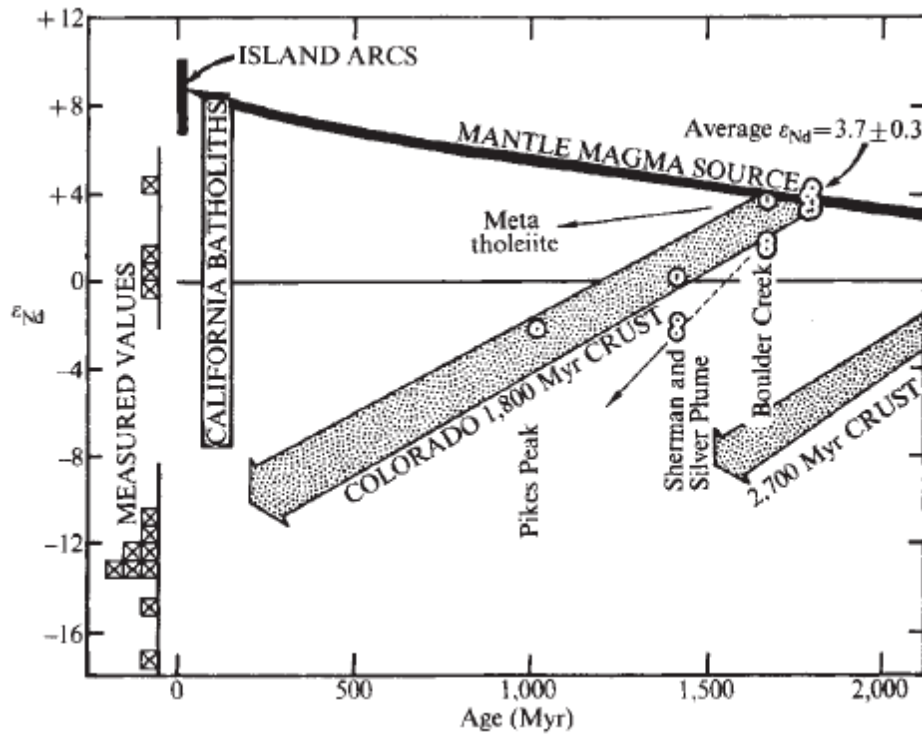 +12
+8
+4
0
−4
−8
−12
−16
ε_Nd
MEASURED VALUES
ISLAND ARCS
CALIFORNIA BATHOLITHS
MANTLE MAGMA SOURCE
Average ε_Nd=3.7±0.3
Meta
tholeiite
COLORADO 1,800 Myr CRUST
Pikes Peak
Sherman and
Silver Plume
Boulder Creek
2,700 Myr CRUST
0
500
1,000
1,500
2,000
Age (Myr)